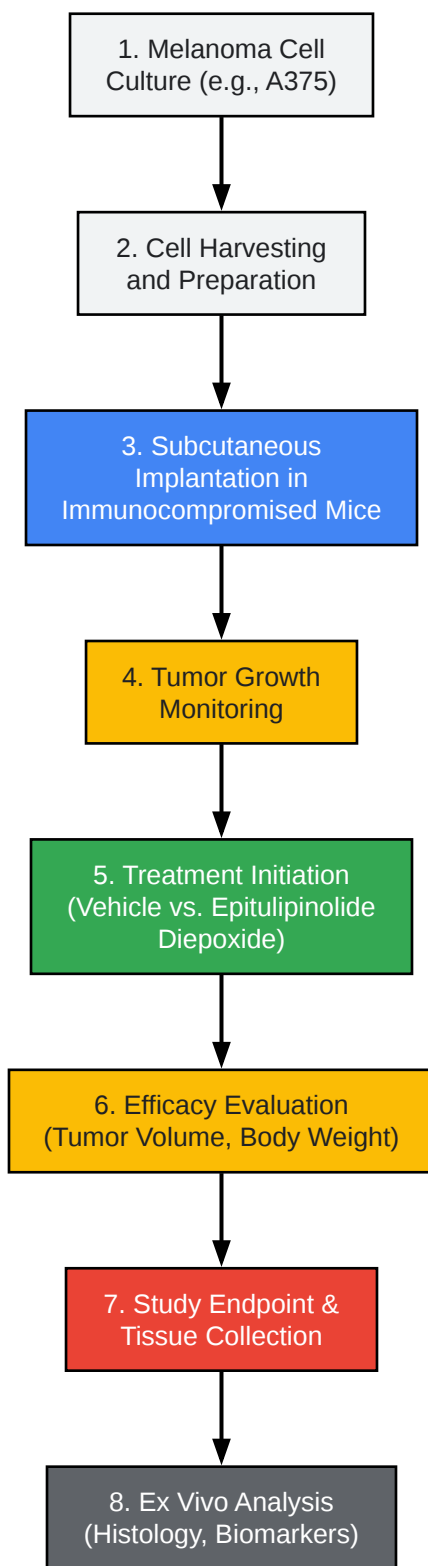 1. Melanoma Cell
Culture (e.g., A375)
2. Cell Harvesting
and Preparation
3. Subcutaneous
Implantation in
Immunocompromised Mice
4. Tumor Growth
Monitoring
5. Treatment Initiation
(Vehicle vs. Epitulipinolide
Diepoxide)
6. Efficacy Evaluation
(Tumor Volume, Body Weight)
7. Study Endpoint &
Tissue Collection
8. Ex Vivo Analysis
(Histology, Biomarkers)